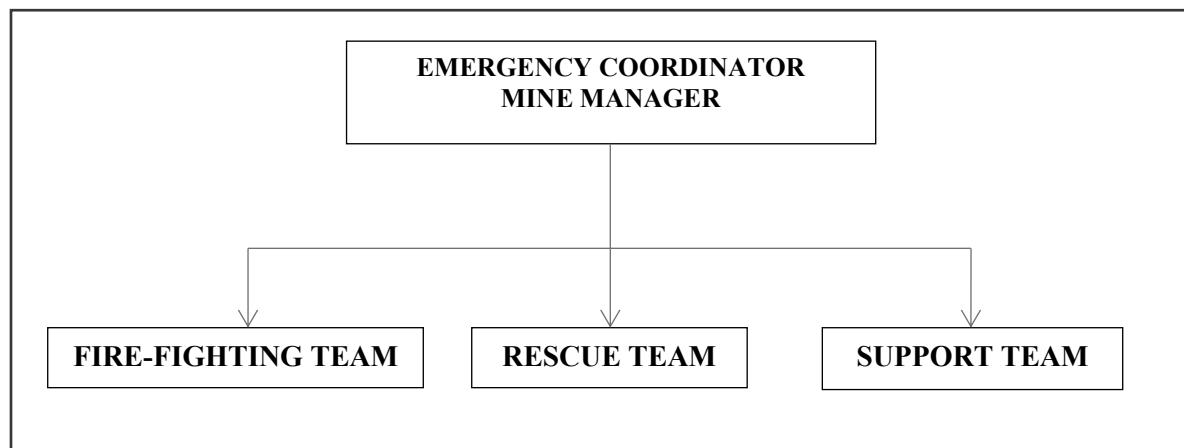 EMERGENCY COORDINATOR
MINE MANAGER
FIRE-FIGHTING TEAM
RESCUE TEAM
SUPPORT TEAM